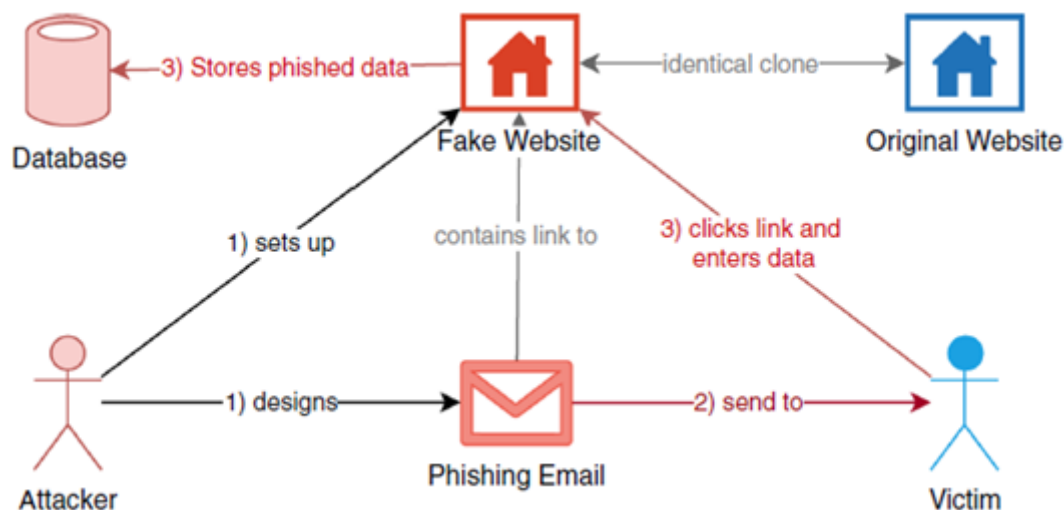 3) Stores phished data
identical clone
Database
Fake Website
Original Website
1) sets up
contains link to
3) clicks link and
enters data
1) designs
2) send to
Attacker
Phishing Email
Victim